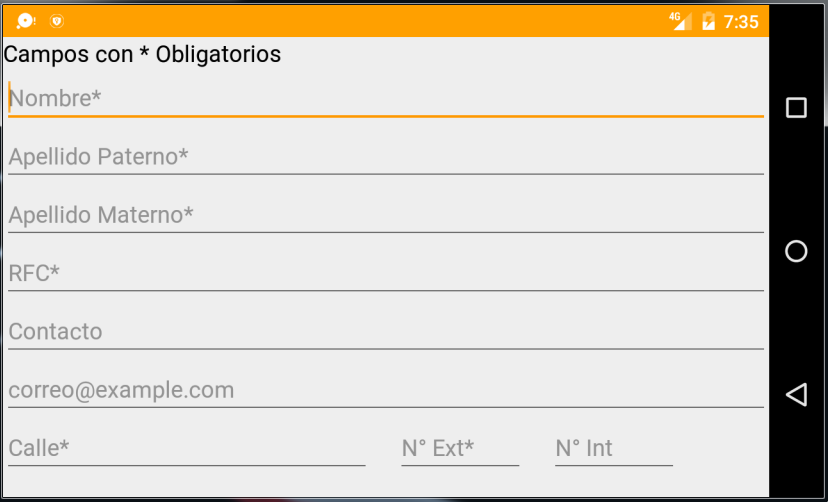 4G 7:35
Campos con * Obligatorios
Nombre*
Apellido Paterno*
Apellido Materno*
RFC*
Contacto
correo@example.com
Calle* N° Ext* N° Int